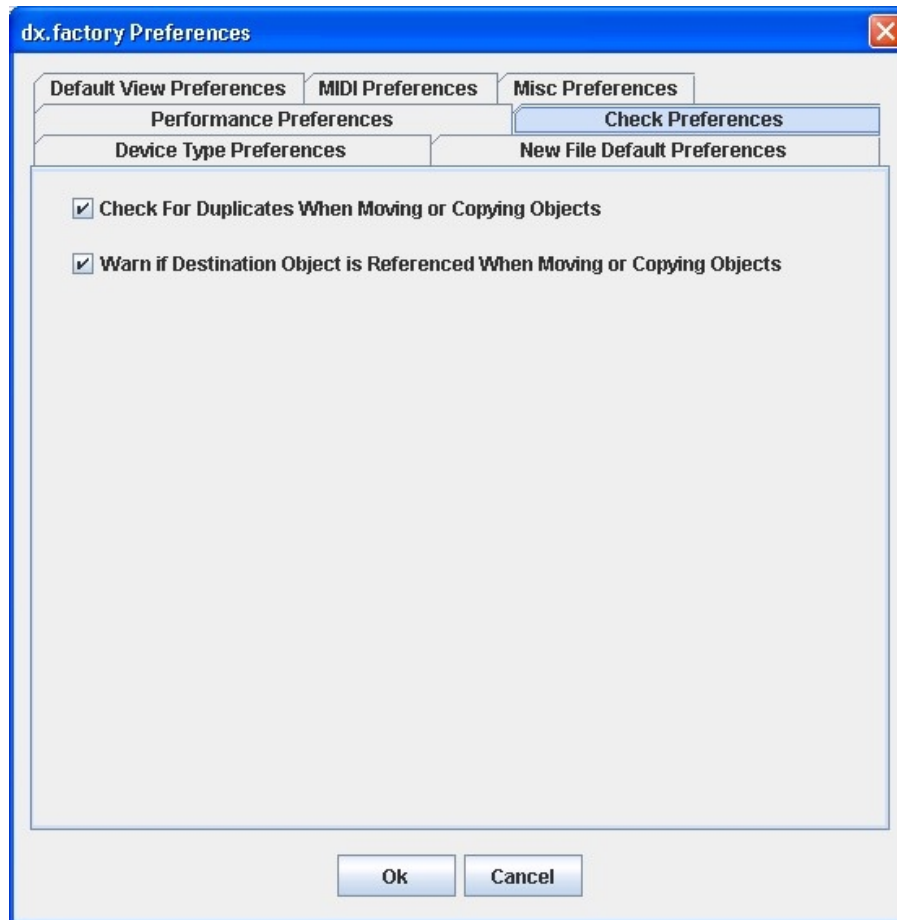 dx.factory Preferences
Default View Preferences MIDI Preferences Misc Preferences
Performance Preferences Check Preferences
Device Type Preferences New File Default Preferences
Check For Duplicates When Moving or Copying Objects
Warn if Destination Object is Referenced When Moving or Copying Objects
Ok Cancel